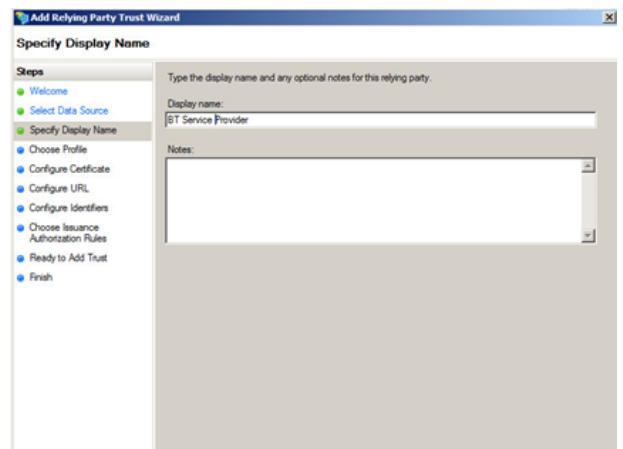 Add Relying Party Trust Wizard
Specify Display Name
Steps
Welcome
Select Data Source
Specify Display Name
Choose Profile
Configure Certificate
Configure URL
Configure Identifiers
Choose Issuance
Authorization Rules
Ready to Add Trust
Finish
Type the display name and any optional notes for this relying party.
Display name:
BT Service Provider
Notes: